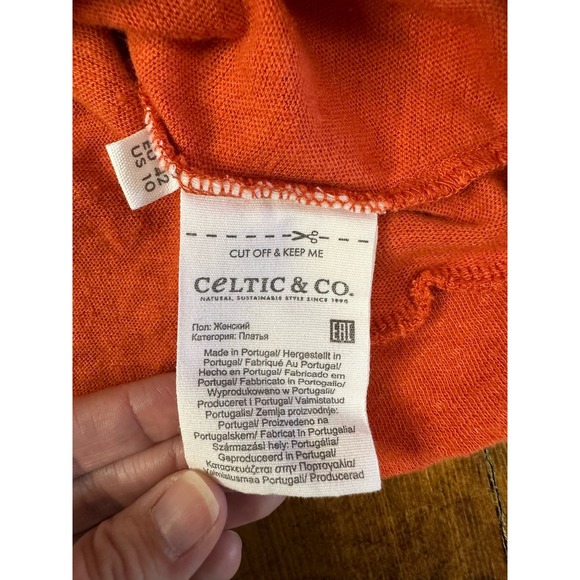 EU 42
US 10
CUT OFF & KEEP ME
CELTIC & CO.
NATURAL, SUSTAINABLE STYLE SINCE 1990
Пол: Женский
Категория: Платья
EAC
Made in Portugal/ Hergestellt in
Portugal/ Fabriqué Au Portugal/
Hecho en Portugal/ Fabricado em
Portugal/ Fabbricato in Portogallo/
Wyprodukowano w Portugalii/
Produceret i Portugal/ Valmistatud
Portugalis/ Zemlja proizvodnje:
Portugal/ Proizvedeno na
Portugalskem/ Fabricat in Portugalia/
Származási hely: Portugália/
Geproduceerd in Portugal/
Κατασκευάζεται στην Πορτογαλία/
Valmistusmaa Portugali/ Producerad